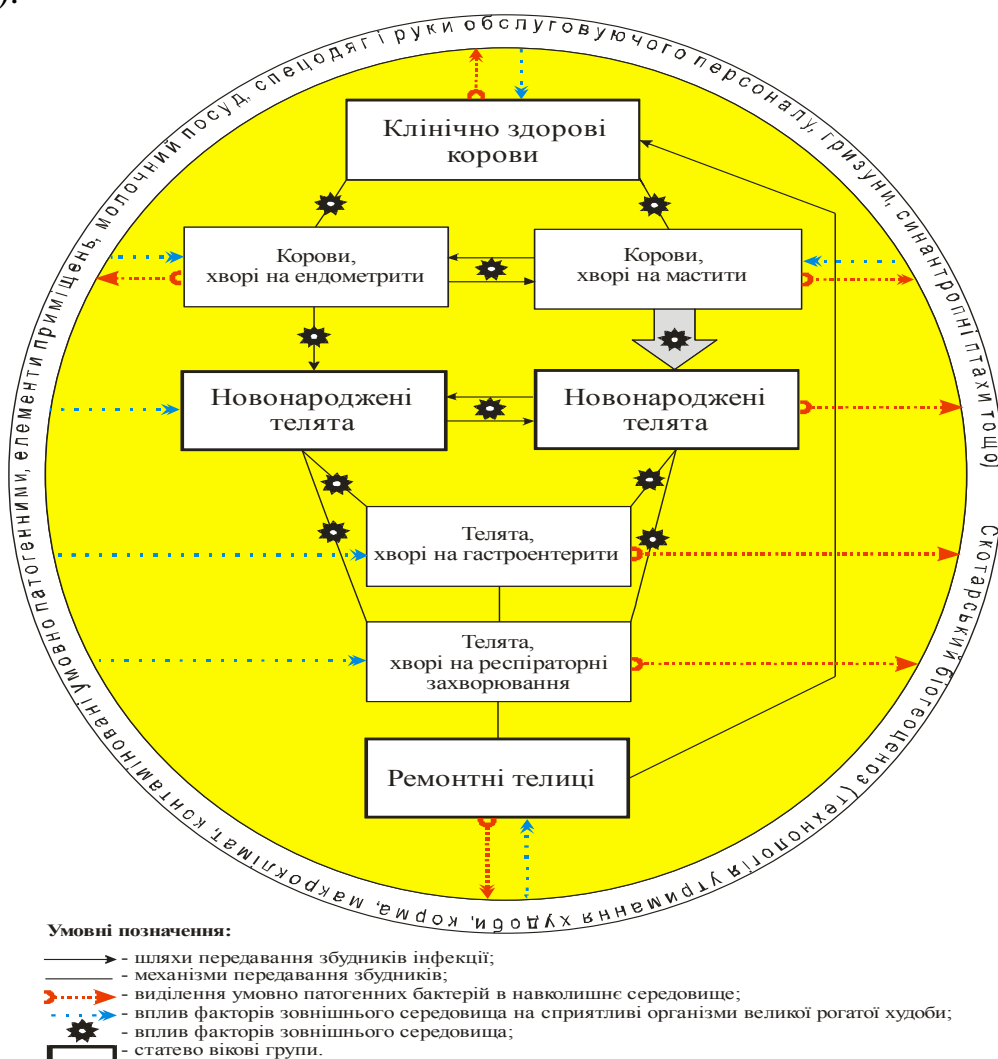 ).
Скотарський біогеоценоз (технологія утримання худоби, корма, макроклімат, контаміновані умовно патогенними, елементи приміщень, молочний посуд, спецодяг і руки обслуговуючого персоналу, гризуни, синантропні птахи тощо)
Клінічно здорові
корови
Корови,
хворі на ендометрити
Корови,
хворі на мастити
Новонароджені
телята
Новонароджені
телята
Телята,
хворі на гастроентерити
Телята,
хворі на респіраторні
захворювання
Ремонтні телиці
Умовні позначення:
- шляхи передавання збудників інфекції;
- механізми передавання збудників;
- виділення умовно патогенних бактерій в навколишнє середовище;
- вплив факторів зовнішнього середовища на сприятливі організми великої рогатої худоби;
- вплив факторів зовнішнього середовища;
- статево вікові групи.